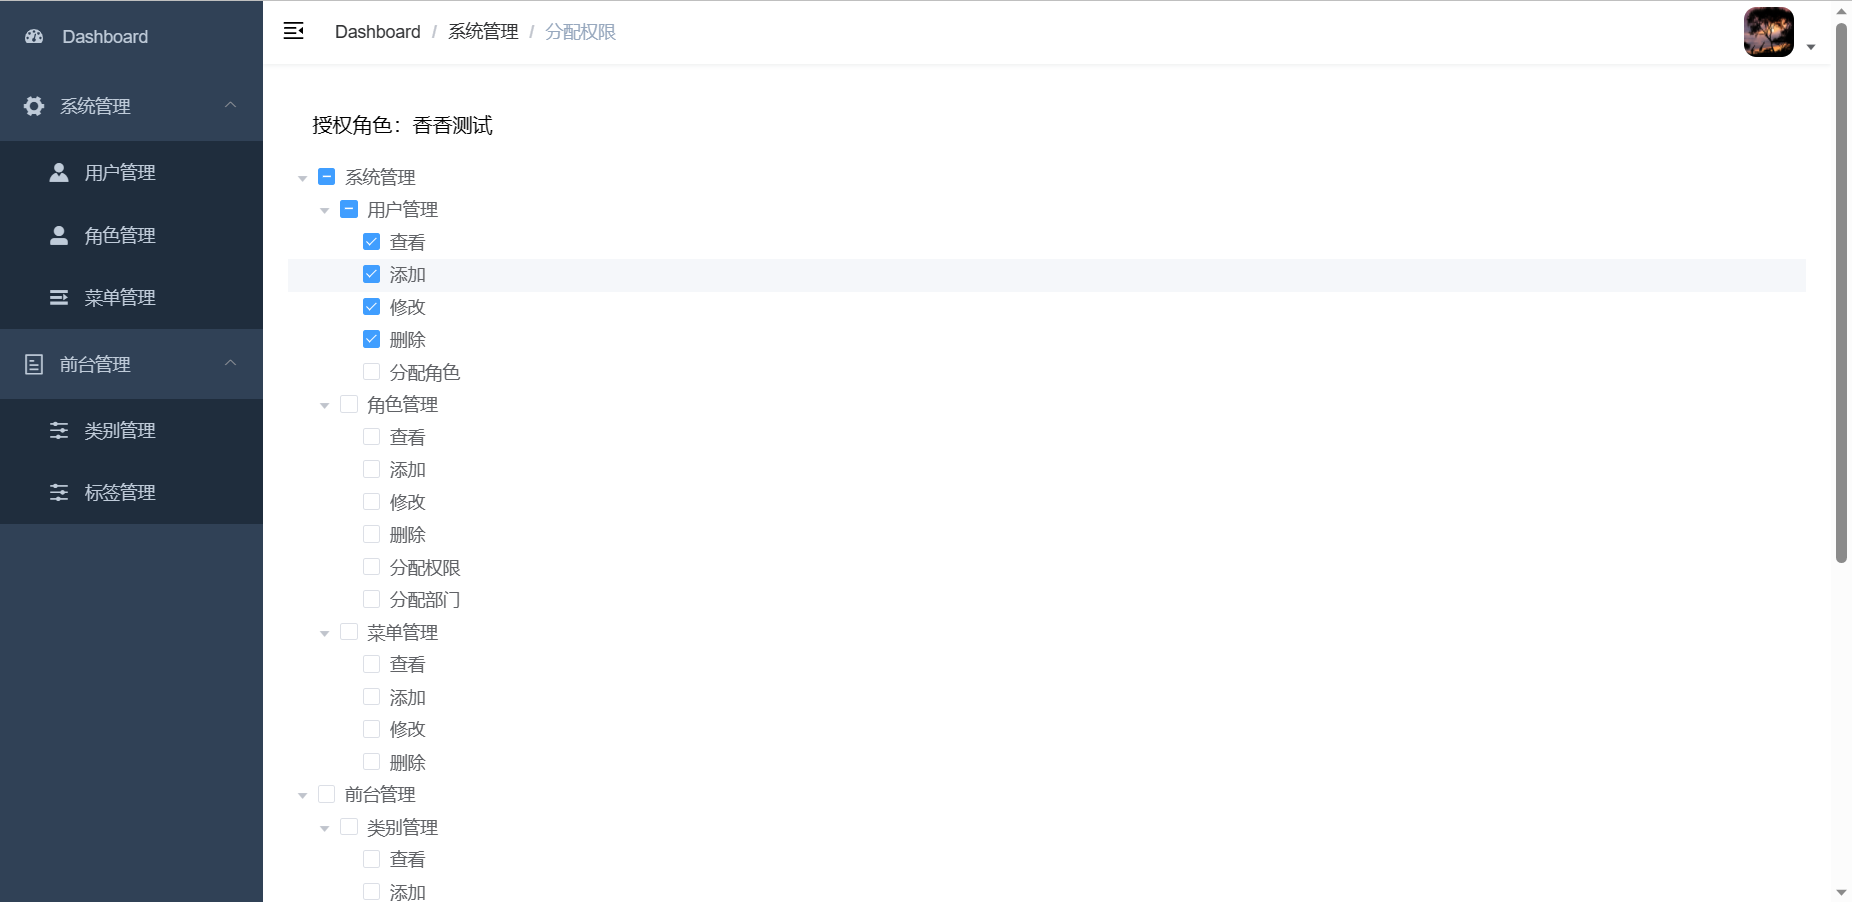 Dashboard
系统管理
用户管理
角色管理
菜单管理
前台管理
类别管理
标签管理
Dashboard / 系统管理 / 分配权限
授权角色：香香测试
系统管理
用户管理
查看
添加
修改
删除
分配角色
角色管理
查看
添加
修改
删除
分配权限
分配部门
菜单管理
查看
添加
修改
删除
前台管理
类别管理
查看
添加